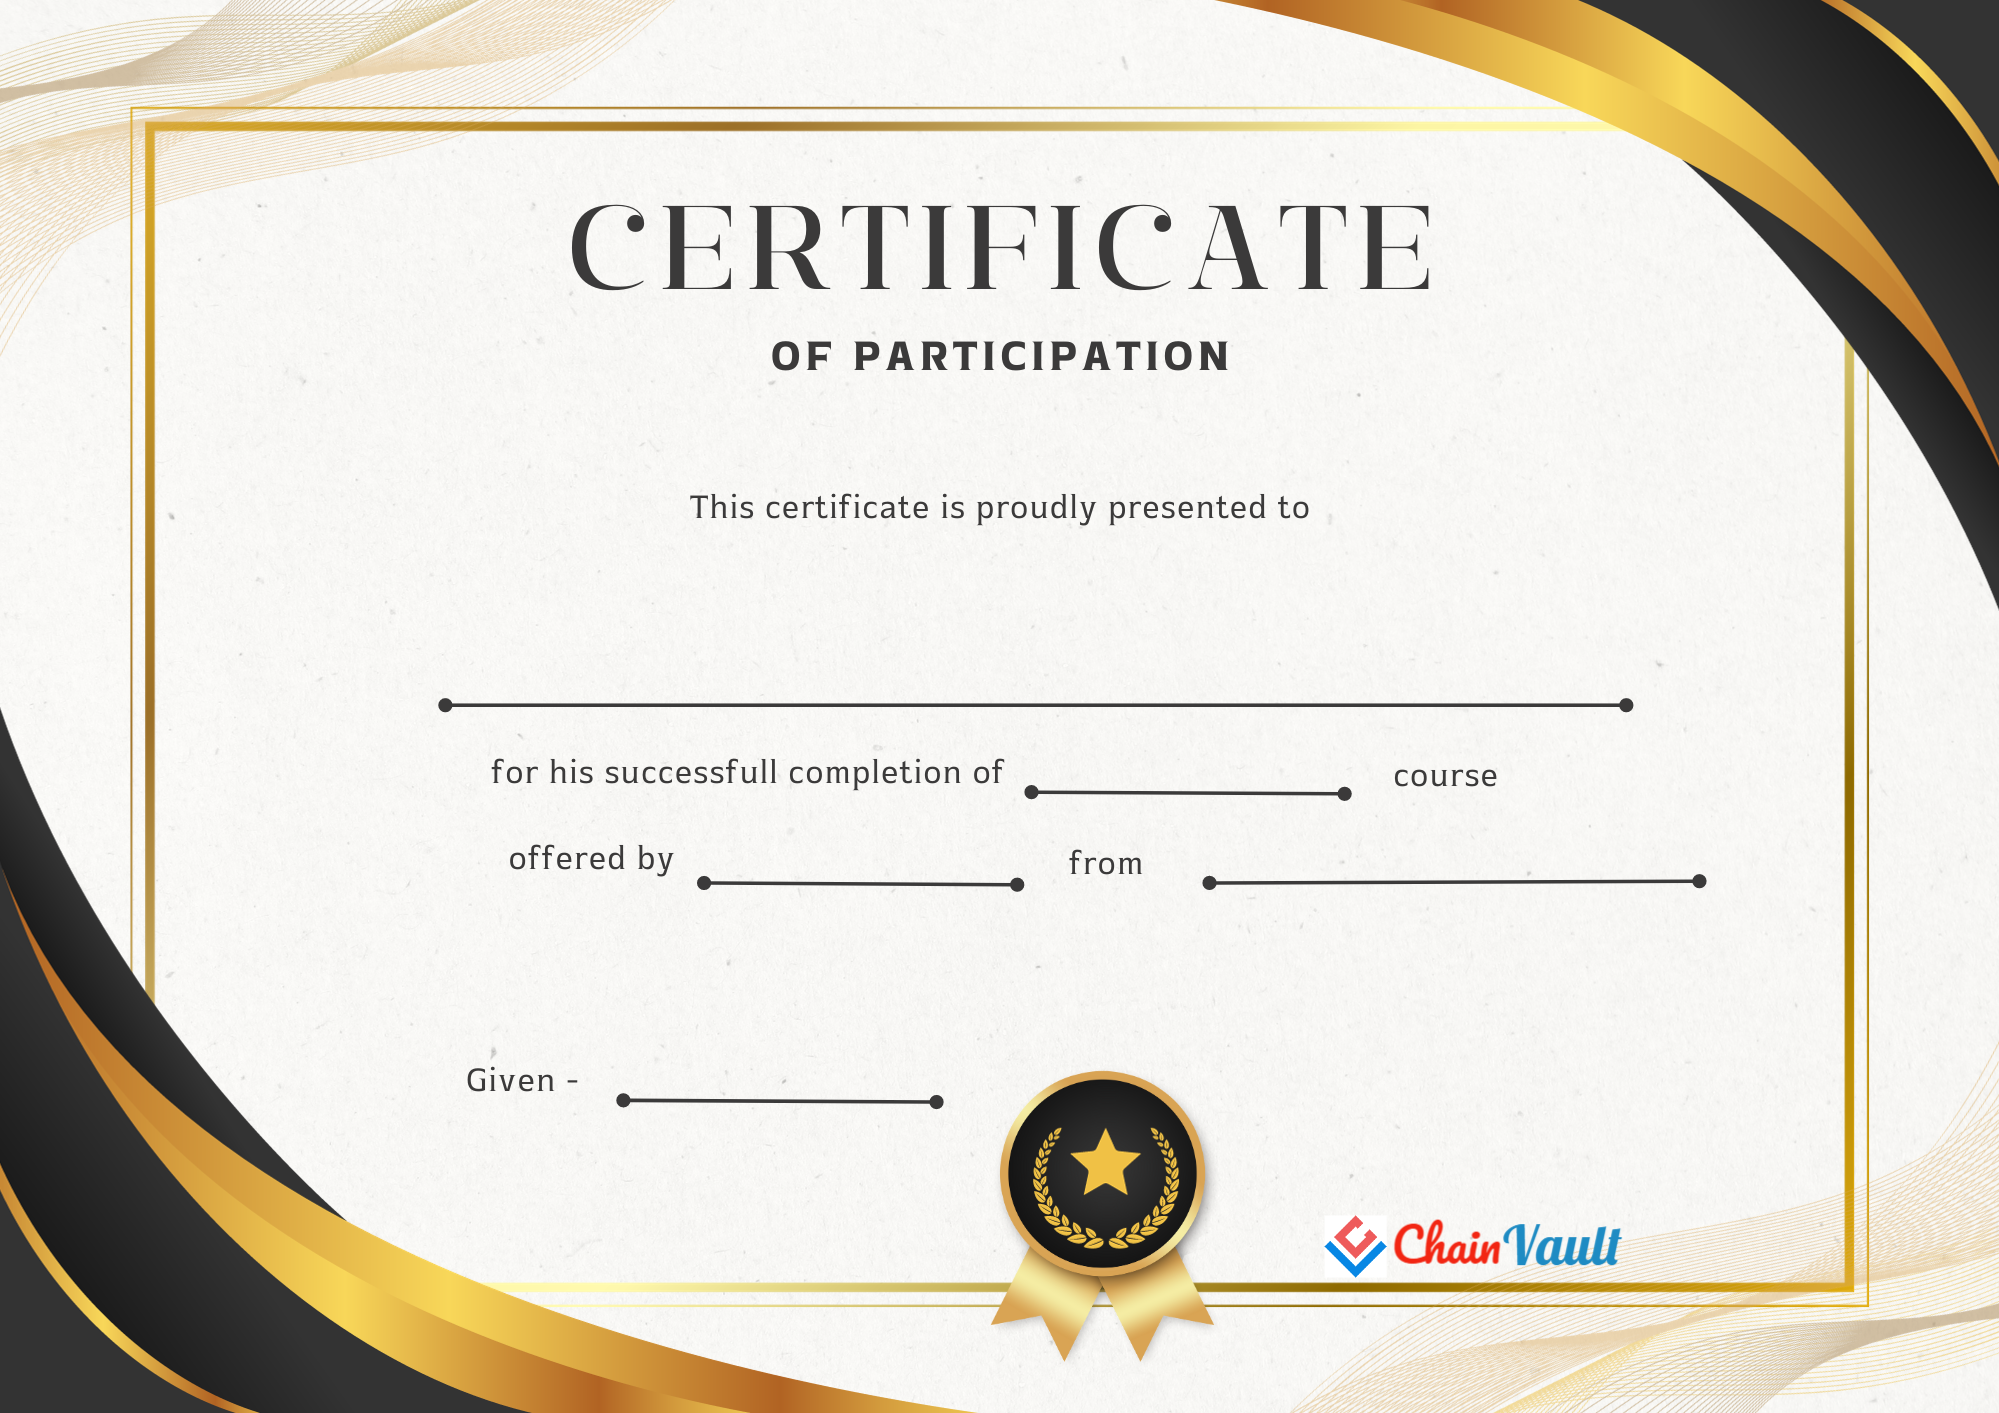 CERTIFICATE
OF PARTICIPATION
This certificate is proudly presented to
for his successfull completion of course
offered by from
Given -
ChainVault